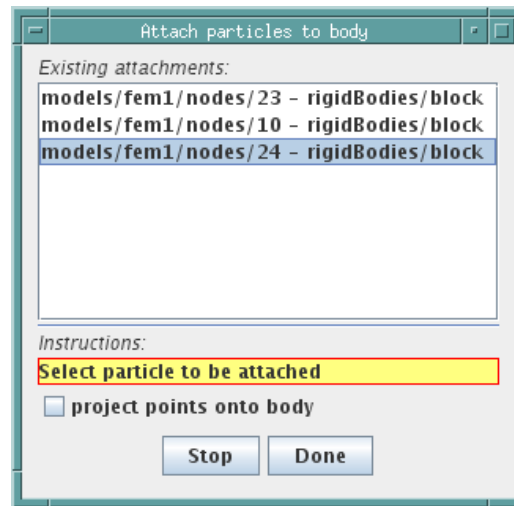 Attach particles to body
Existing attachments:
models/fem1/nodes/23 – rigidBodies/block
models/fem1/nodes/10 – rigidBodies/block
models/fem1/nodes/24 – rigidBodies/block
Instructions:
Select particle to be attached
project points onto body
Stop Done